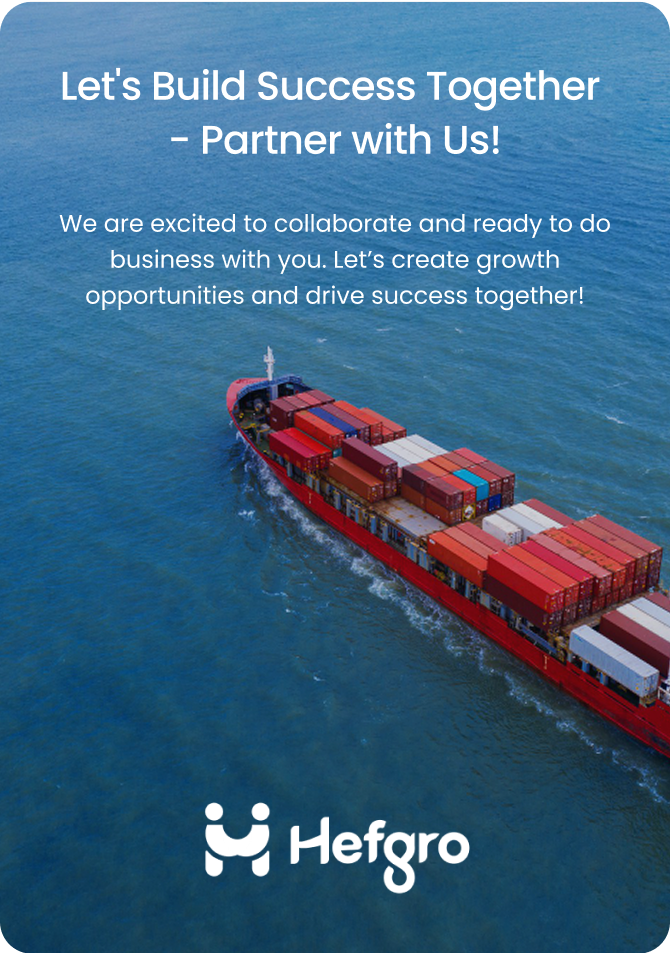 Let's Build Success Together
- Partner with Us!
We are excited to collaborate and ready to do
business with you. Let’s create growth
opportunities and drive success together!
Hefgro